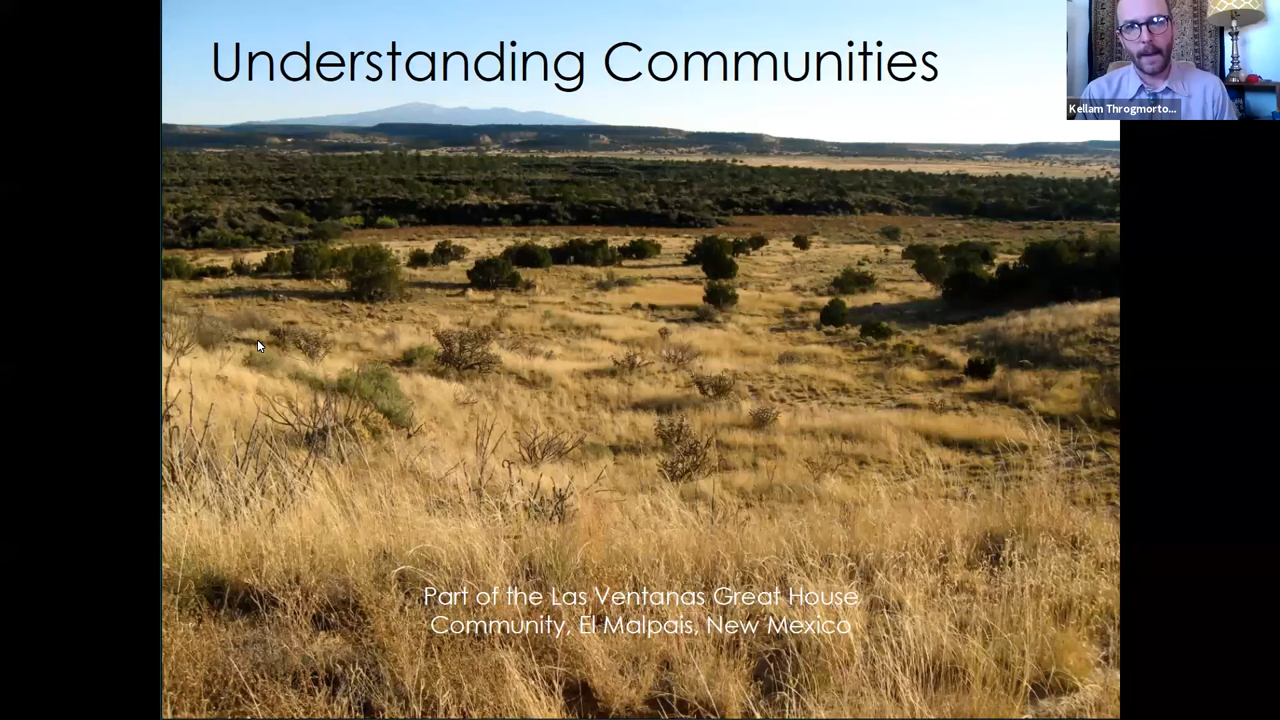 Understanding Communities
Kellam Throgmorto...
Part of the Las Ventanas Great House
Community, El Malpais, New Mexico